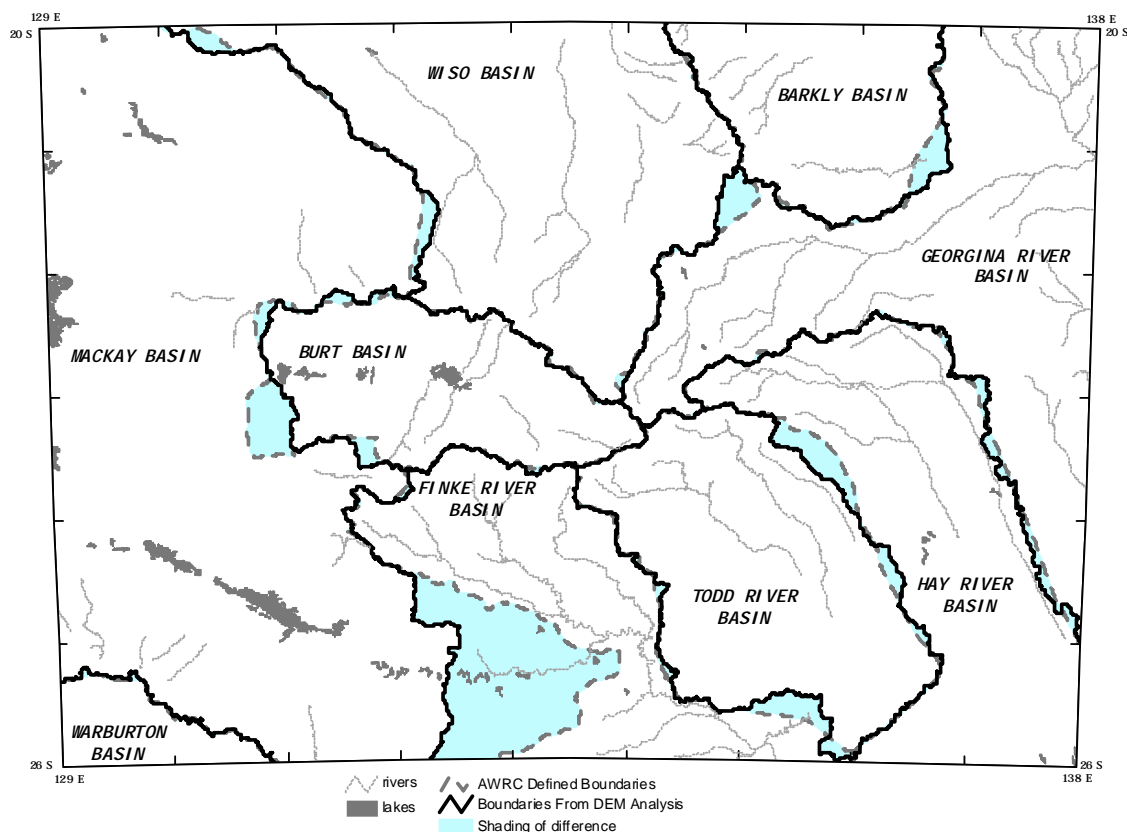 129 E
138 E
20 S
20 S
WISO BASIN
BARKLY BASIN
GEORGINA RIVER
BASIN
MACKAY BASIN
BURT BASIN
FINKE RIVER
BASIN
TODD RIVER
BASIN
HAY RIVER
BASIN
WARBURTON
BASIN
26 S
26 S
129 E
138 E
rivers
AWRC Defined Boundaries
lakes
Boundaries From DEM Analysis
Shading of difference